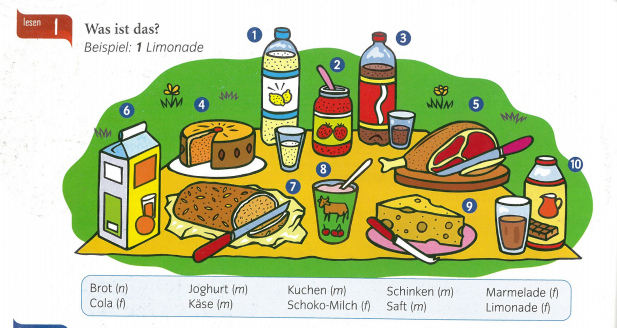 lesen 1 Was ist das?
Beispiel: 1 Limonade
1
2
3
4
5
6
7
8
9
10
Brot (n) Joghurt (m) Kuchen (m) Schinken (m) Marmelade (f)
Cola (f) Käse (m) Schoko-Milch (f) Saft (m) Limonade (f)